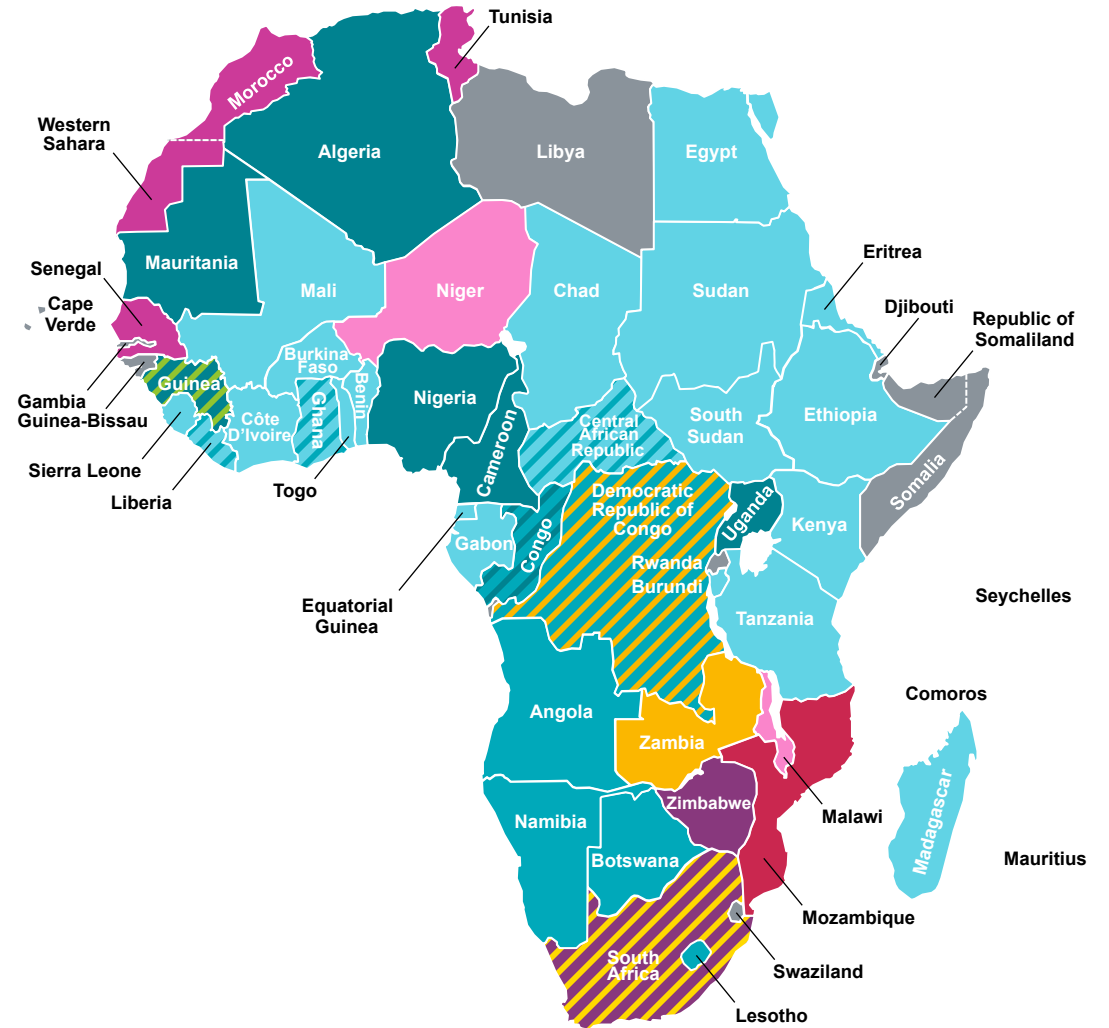 Tunisia
Morocco
Western
Sahara
Algeria
Libya
Egypt
Mauritania
Senegal
Mali
Niger
Chad
Sudan
Eritrea
Cape
Verde
Djibouti
Republic of
Somaliland
Burkina
Faso
Guinea
Gambia
Guinea-Bissau
Benin
Nigeria
Ghana
Côte
D'Ivoire
Cameroon
Central
African
Republic
South
Sudan
Ethiopia
Sierra Leone
Liberia
Togo
Somalia
Democratic
Republic of
Congo
Uganda
Kenya
Gabon
Congo
Rwanda
Burundi
Equatorial
Guinea
Tanzania
Seychelles
Comoros
Angola
Zambia
Malawi
Zimbabwe
Namibia
Madagascar
Botswana
Mauritius
Mozambique
South
Africa
Swaziland
Lesotho